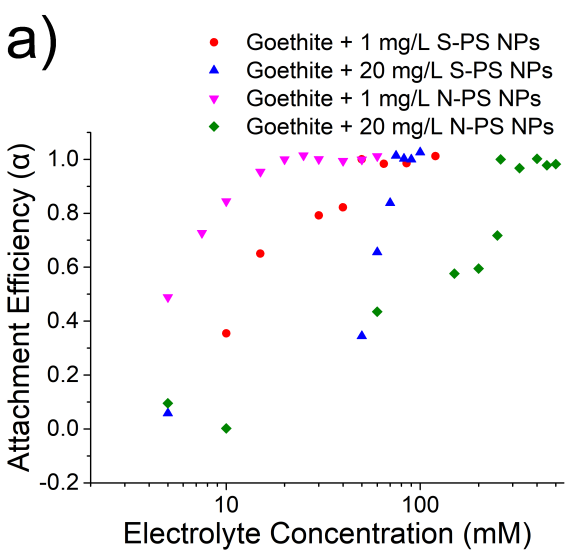 a)
Goethite + 1 mg/L S-PS NPs
Goethite + 20 mg/L S-PS NPs
Goethite + 1 mg/L N-PS NPs
Goethite + 20 mg/L N-PS NPs
Attachment Efficiency (α)
1.0
0.8
0.6
0.4
0.2
0.0
-0.2
10
100
Electrolyte Concentration (mM)